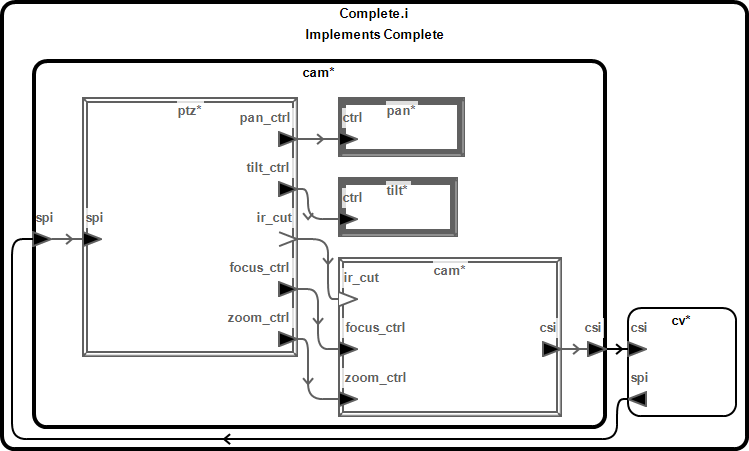 Complete.i
Implements Complete
cam*
ptz*
pan_ctrl
ctrl
pan*
tilt_ctrl
ctrl
tilt*
spi
spi
ir_cut
focus_ctrl
zoom_ctrl
cam*
ir_cut
focus_ctrl
zoom_ctrl
csi
csi
cv*
csi
spi